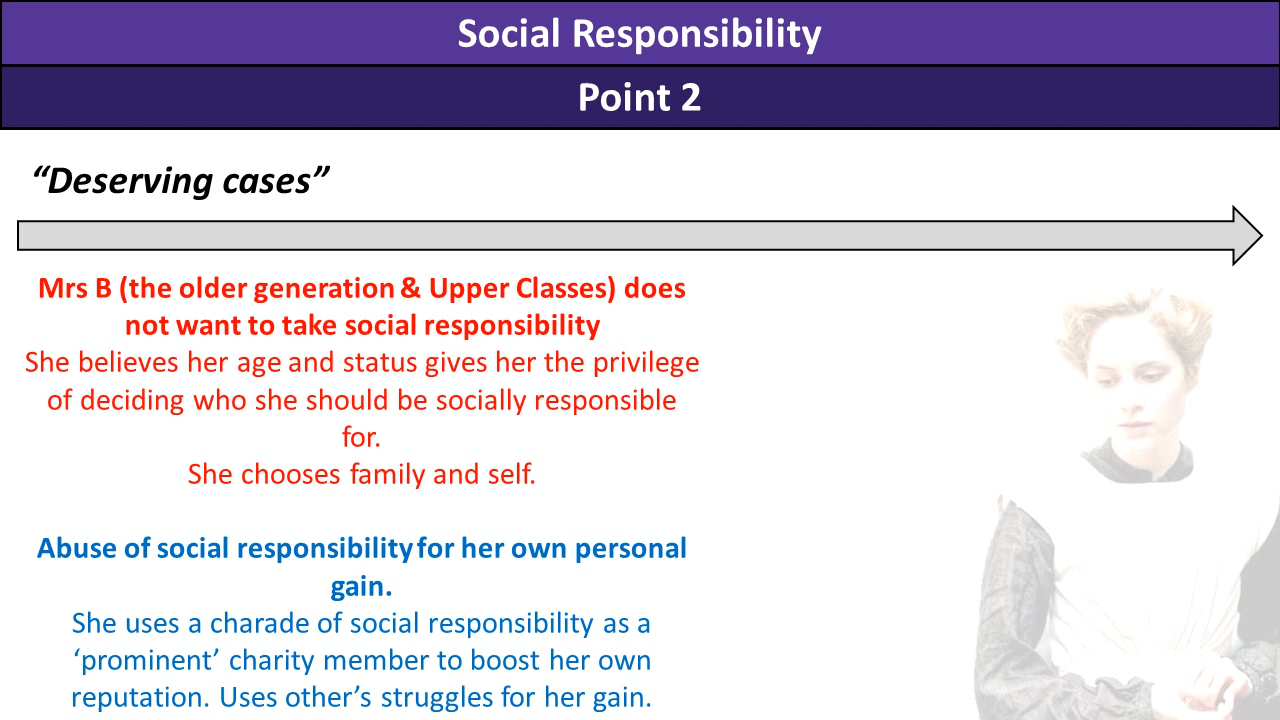 Social Responsibility
Point 2
“Deserving cases”
Mrs B (the older generation & Upper Classes) does
not want to take social responsibility
She believes her age and status gives her the privilege
of deciding who she should be socially responsible
for.
She chooses family and self.
Abuse of social responsibility for her own personal
gain.
She uses a charade of social responsibility as a
‘prominent’ charity member to boost her own
reputation. Uses other’s struggles for her gain.